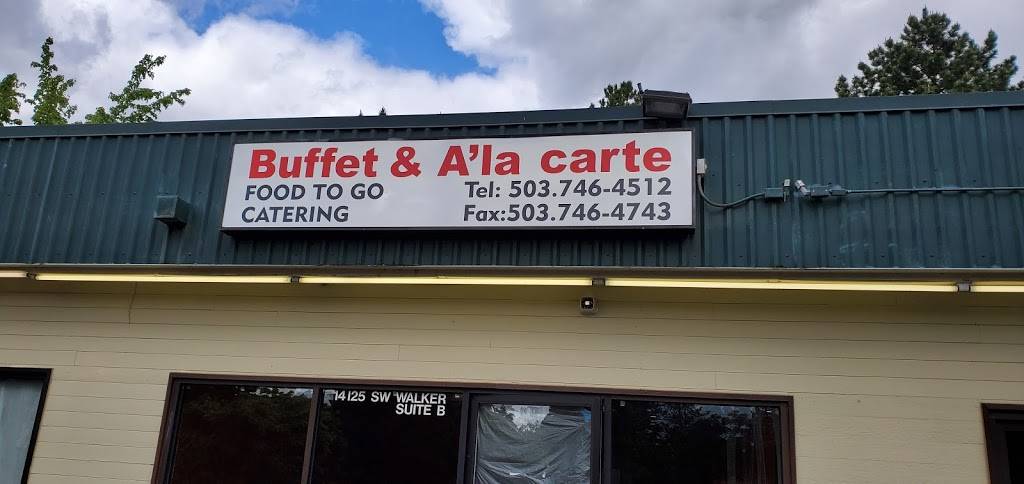 Buffet & A'la carte
FOOD TO GO
CATERING
Tel: 503.746-4512
Fax:503.746-4743
14125 SW WALKER
SUITE B